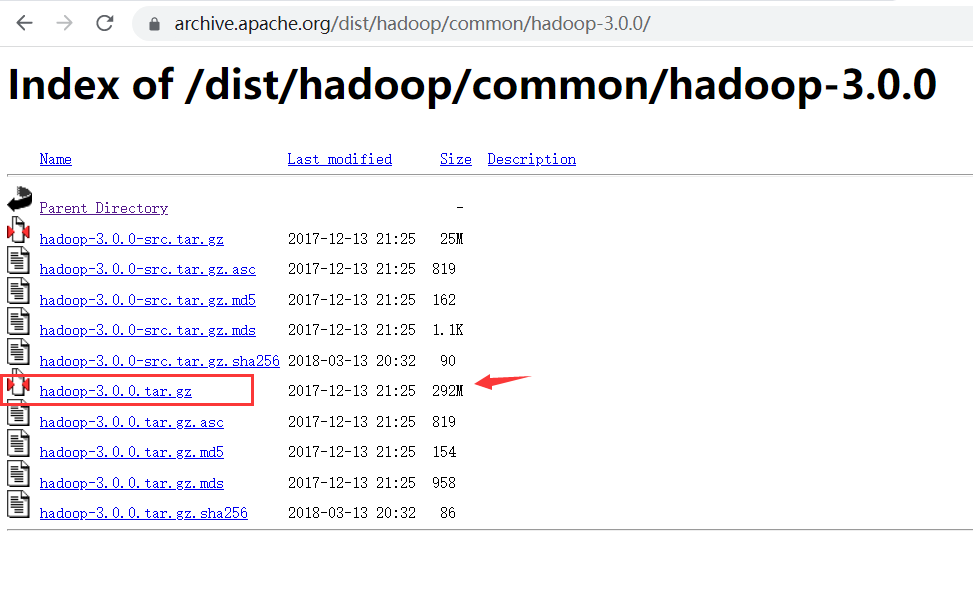 archive.apache.org/dist/hadoop/common/hadoop-3.0.0/
Index of /dist/hadoop/common/hadoop-3.0.0
Name Last modified Size Description
Parent Directory -
hadoop-3.0.0-src.tar.gz 2017-12-13 21:25 25M
hadoop-3.0.0-src.tar.gz.asc 2017-12-13 21:25 819
hadoop-3.0.0-src.tar.gz.md5 2017-12-13 21:25 162
hadoop-3.0.0-src.tar.gz.mds 2017-12-13 21:25 1.1K
hadoop-3.0.0-src.tar.gz.sha256 2018-03-13 20:32 90
hadoop-3.0.0.tar.gz 2017-12-13 21:25 292M
hadoop-3.0.0.tar.gz.asc 2017-12-13 21:25 819
hadoop-3.0.0.tar.gz.md5 2017-12-13 21:25 154
hadoop-3.0.0.tar.gz.mds 2017-12-13 21:25 958
hadoop-3.0.0.tar.gz.sha256 2018-03-13 20:32 86